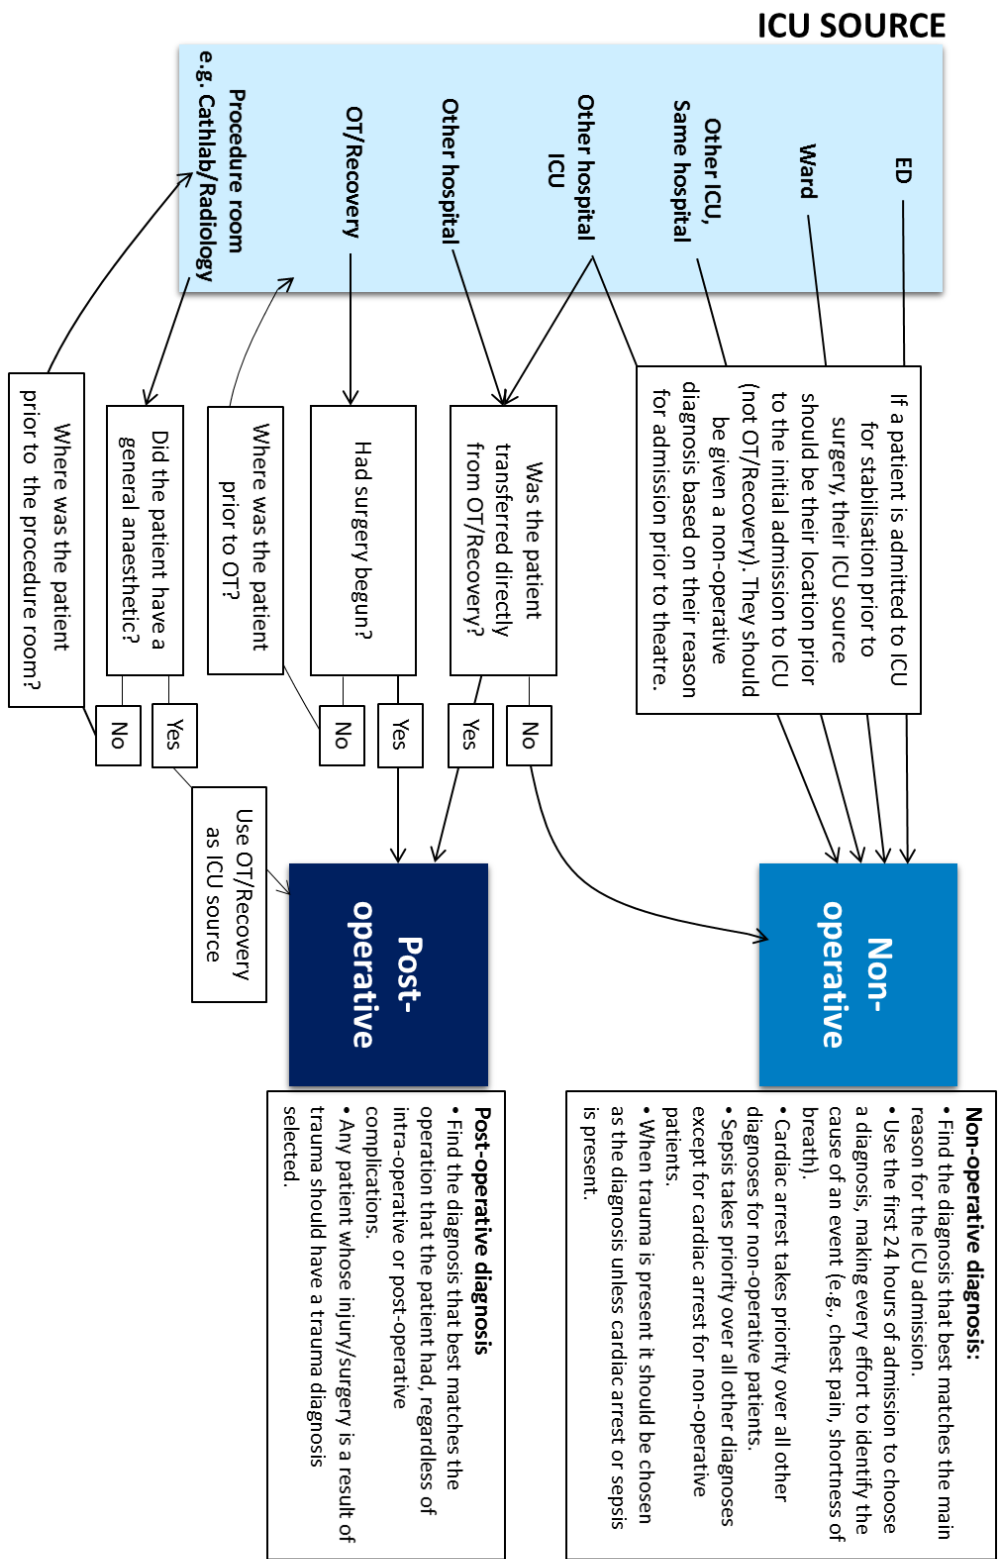 ICU SOURCE
ED
Ward
Other ICU,
Same hospital
Other hospital
ICU
Other hospital
OT/Recovery
Procedure room
e.g. Cathlab/Radiology
If a patient is admitted to ICU
for stabilisation prior to
surgery, their ICU source
should be their location prior
to the initial admission to ICU
(not OT/Recovery). They should
be given a non-operative
diagnosis based on their reason
for admission prior to theatre.
Was the patient
transferred directly
from OT/Recovery?
No
Yes
Had surgery begun?
Yes
No
Where was the patient
prior to OT?
Did the patient have a
general anaesthetic?
Yes
No
Where was the patient
prior to the procedure room?
Use OT/Recovery
as ICU source
Non-
operative
Post-
operative
Non-operative diagnosis:
• Find the diagnosis that best matches the main
reason for the ICU admission.
• Use the first 24 hours of admission to choose
a diagnosis, making every effort to identify the
cause of an event (e.g., chest pain, shortness of
breath).
• Cardiac arrest takes priority over all other
diagnoses for non-operative patients.
• Sepsis takes priority over all other diagnoses
except for cardiac arrest for non-operative
patients.
• When trauma is present it should be chosen
as the diagnosis unless cardiac arrest or sepsis
is present.
Post-operative diagnosis
• Find the diagnosis that best matches the
operation that the patient had, regardless of
intra-operative or post-operative
complications.
• Any patient whose injury/surgery is a result of
trauma should have a trauma diagnosis
selected.